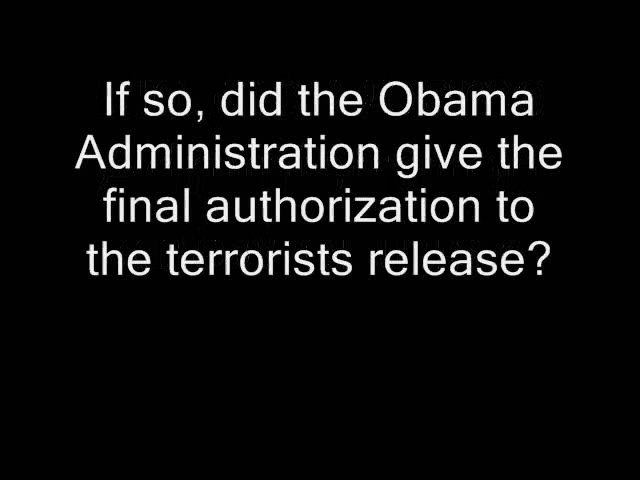 If so, did the Obama
Administration give the
final authorization to
the terrorists release?